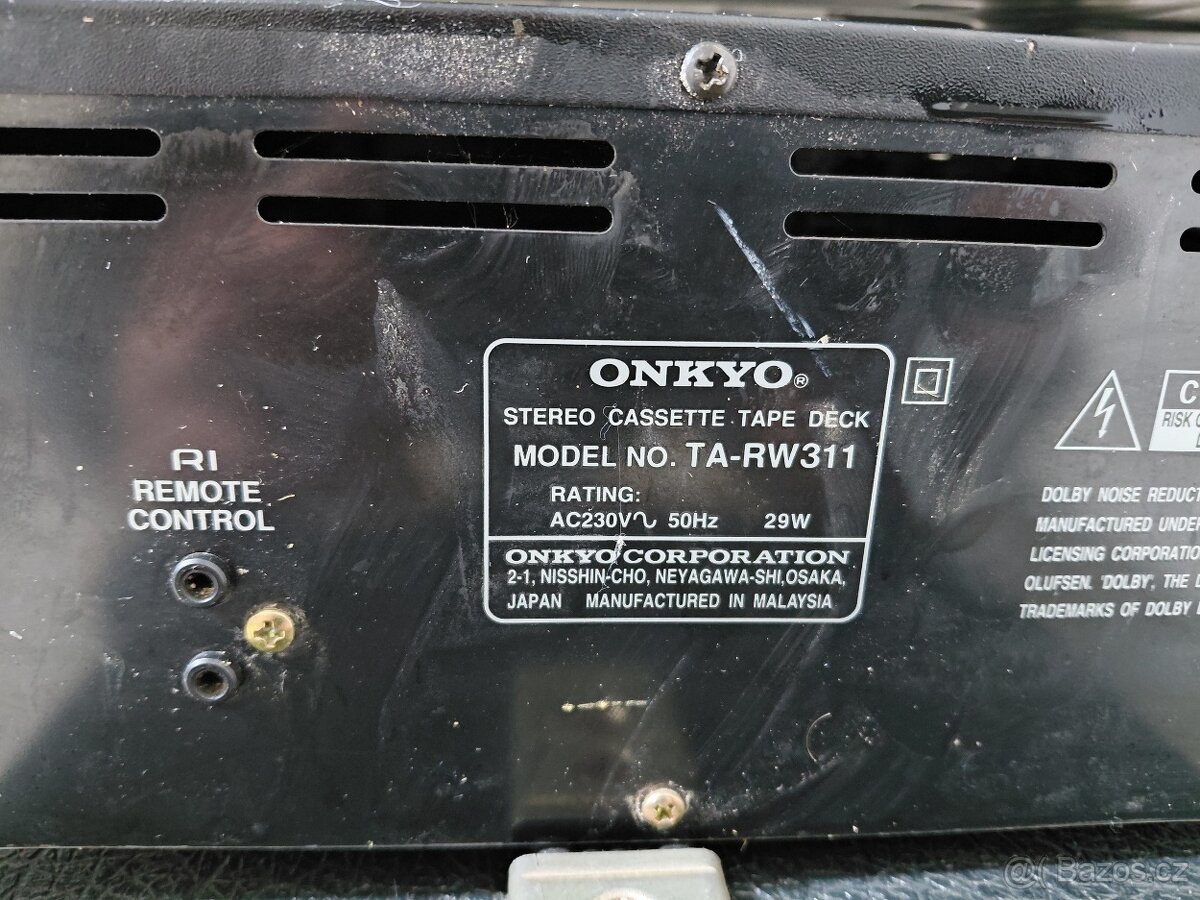 ONKYO®
STEREO CASSETTE TAPE DECK
MODEL NO. TA-RW311
RATING:
AC230V∿ 50Hz 29W
ONKYO CORPORATION
2-1, NISSHIN-CHO, NEYAGAWA-SHI, OSAKA,
JAPAN MANUFACTURED IN MALAYSIA
RI
REMOTE
CONTROL
C
RISK
DOLBY NOISE REDUCT
MANUFACTURED UNDER
LICENSING CORPORATIO
OLUFSEN. 'DOLBY', THE D
TRADEMARKS OF DOLBY
Bazos.cz